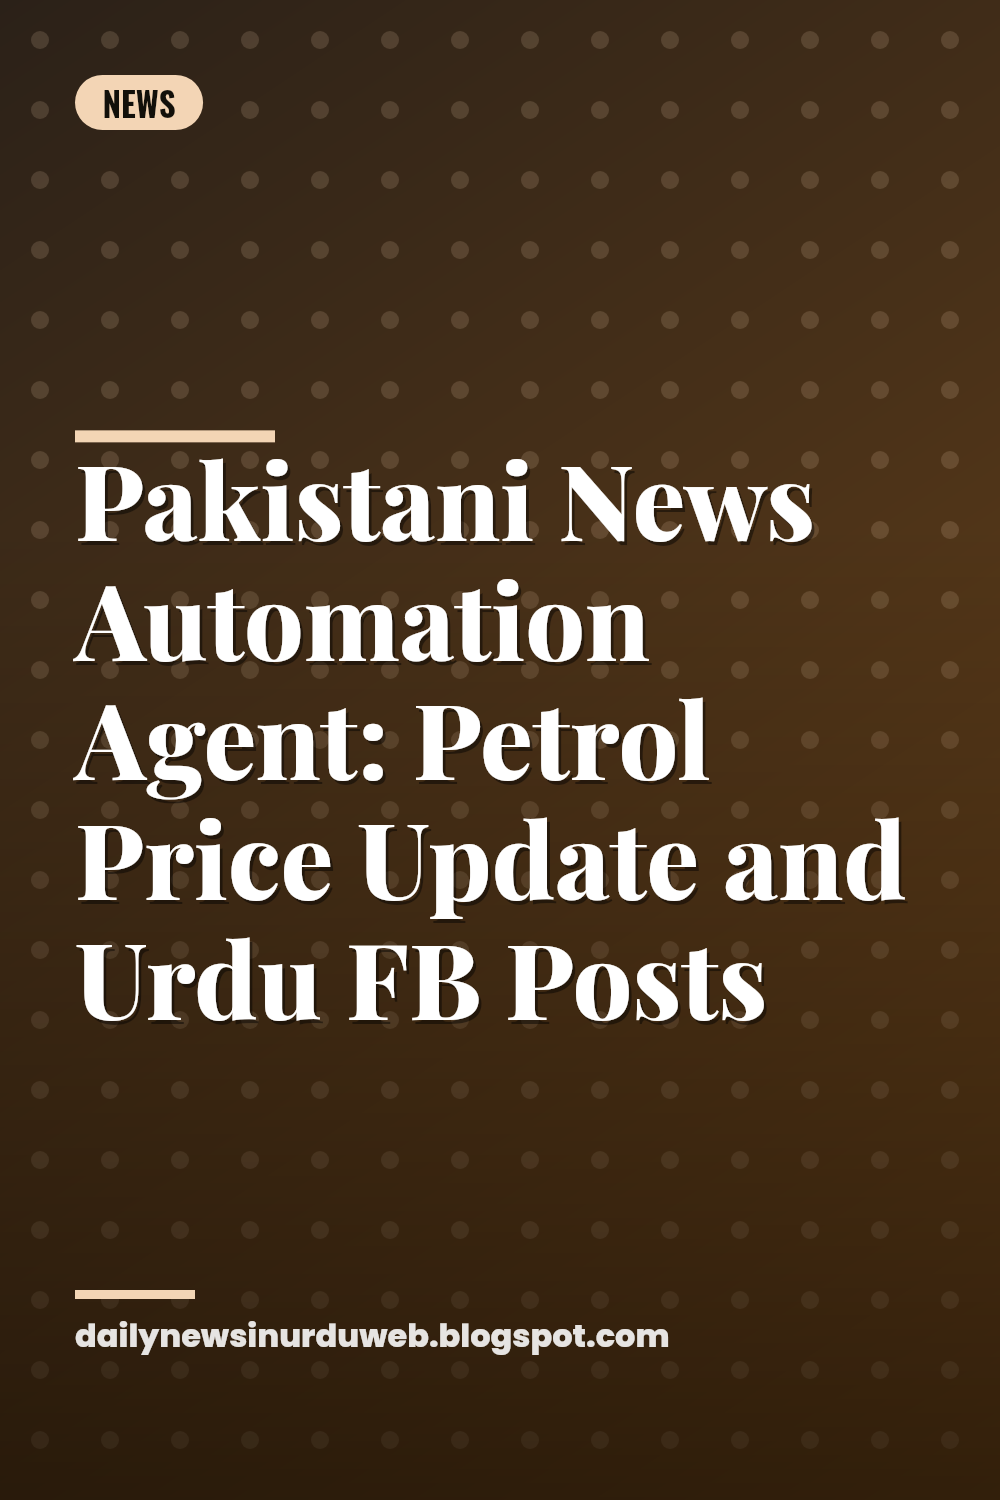 NEWS
Pakistani News
Automation
Agent: Petrol
Price Update and
Urdu FB Posts
dailynewsinurduweb.blogspot.com